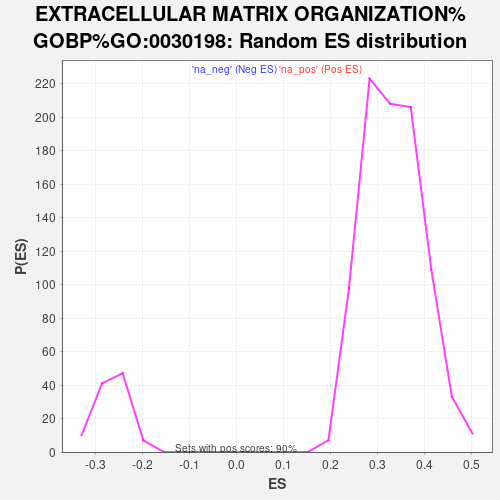 EXTRACELLULAR MATRIX ORGANIZATION%
GOBP%GO:0030198: Random ES distribution
'na_neg' (Neg ES) 'na_pos' (Pos ES)
220
200
180
160
140
120
100
80
60
40
20
0
P(ES)
Sets with pos scores: 90%
-0.3 -0.2 -0.1 0.0 0.1 0.2 0.3 0.4 0.5
ES